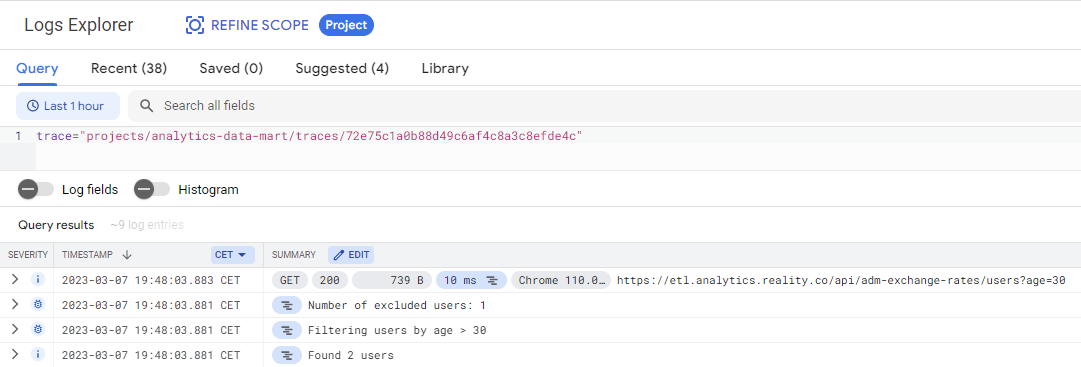 Logs Explorer REFINE SCOPE Project
Query Recent (38) Saved (0) Suggested (4) Library
Last 1 hour Search all fields
1 trace="projects/analytics-data-mart/traces/72e75c1a0b88d49c6af4c8a3c8efde4c"
Log fields Histogram
Query results ~9 log entries
SEVERITY TIMESTAMP CET SUMMARY EDIT
i 2023-03-07 19:48:03.883 CET GET 200 739 B 10 ms Chrome 110.0… https://etl.analytics.reality.co/api/adm-exchange-rates/users?age=30
2023-03-07 19:48:03.881 CET Number of excluded users: 1
2023-03-07 19:48:03.881 CET Filtering users by age > 30
i 2023-03-07 19:48:03.881 CET Found 2 users